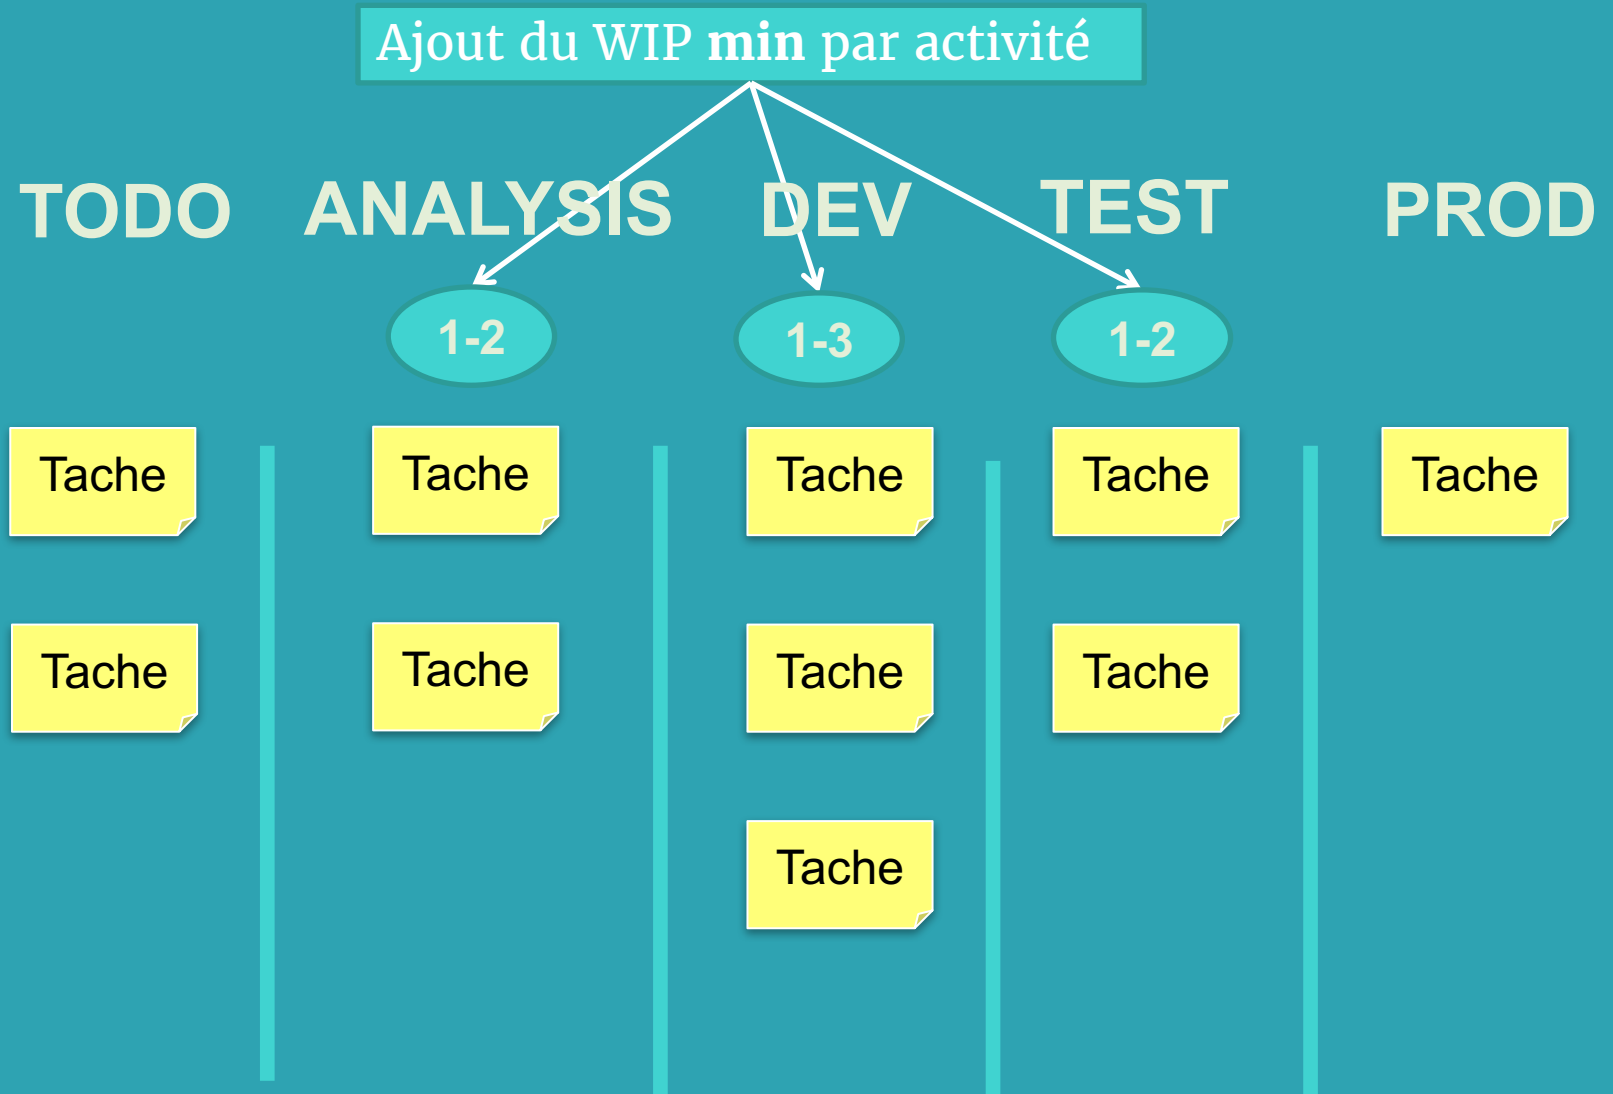 Ajout du WIP min par activité
TODO ANALYSIS DEV TEST PROD
1-2 1-3 1-2
Tache Tache Tache Tache Tache
Tache Tache Tache Tache
Tache